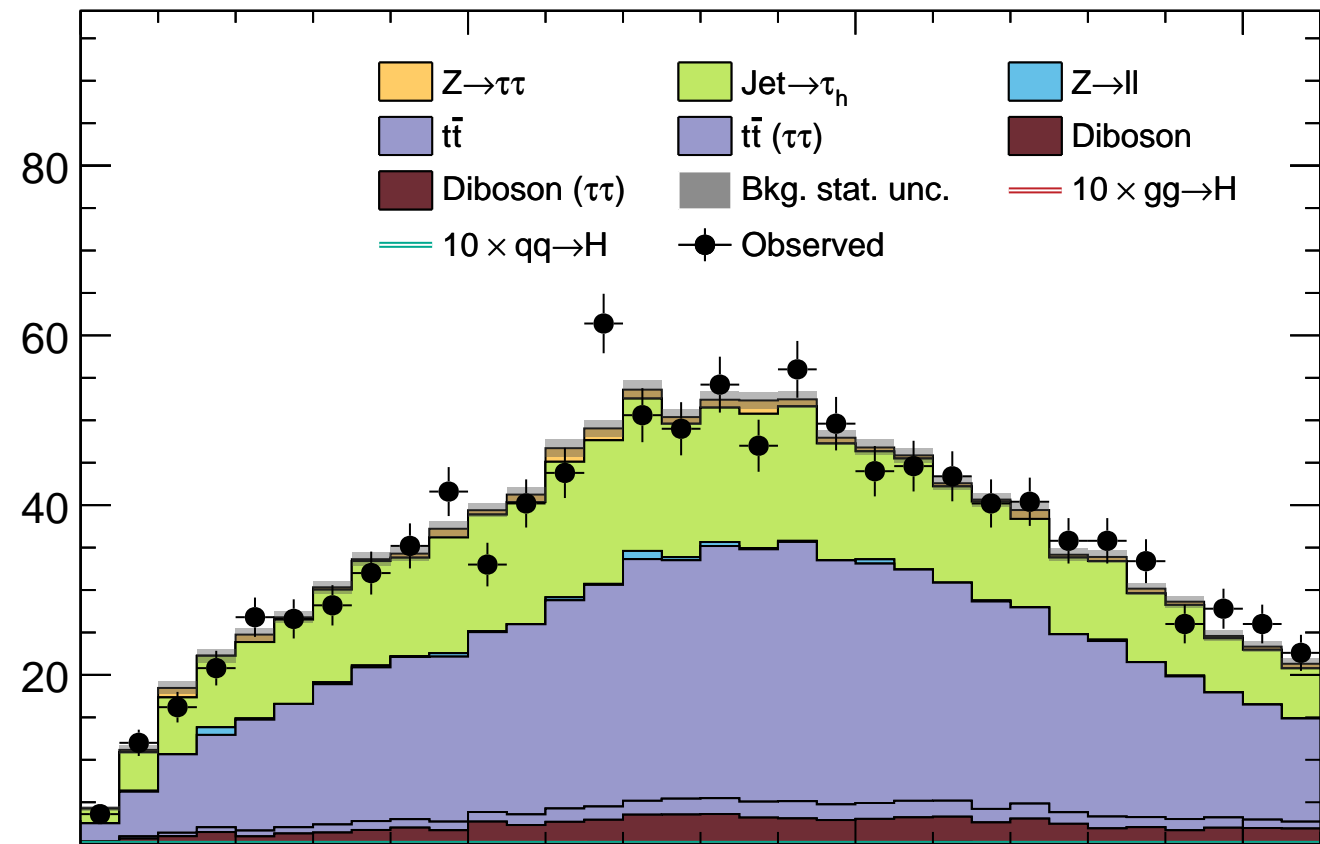 Z→ττ Jet→τh Z→ll
tt̄ tt̄ (ττ) Diboson
Diboson (ττ) Bkg. stat. unc. 10 × gg→H
10 × qq→H Observed
80
60
40
20